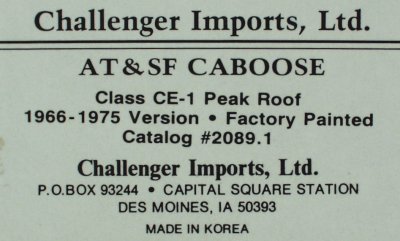 Challenger Imports, Ltd.
AT & SF CABOOSE
Class CE-1 Peak Roof
1966-1975 Version • Factory Painted
Catalog #2089.1
Challenger Imports, Ltd.
P.O.BOX 93244 • CAPITAL SQUARE STATION
DES MOINES, IA 50393
MADE IN KOREA